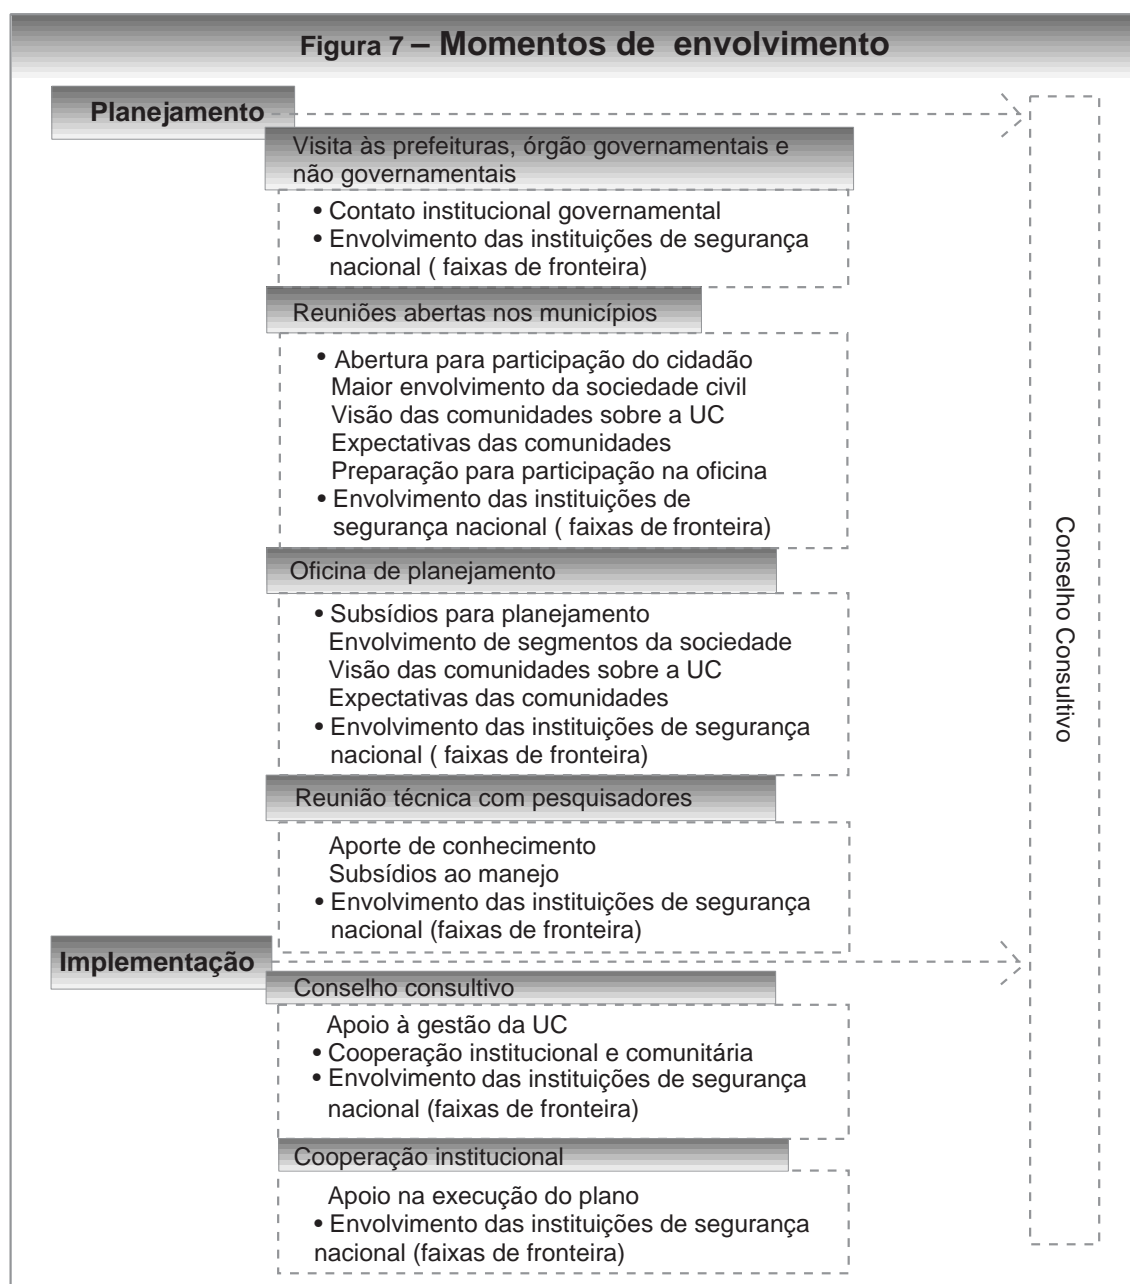 Figura 7 – Momentos de envolvimento
Planejamento
Visita às prefeituras, órgão governamentais e
não governamentais
• Contato institucional governamental
• Envolvimento das instituições de segurança
nacional ( faixas de fronteira)
Reuniões abertas nos municípios
• Abertura para participação do cidadão
Maior envolvimento da sociedade civil
Visão das comunidades sobre a UC
Expectativas das comunidades
Preparação para participação na oficina
• Envolvimento das instituições de
segurança nacional ( faixas de fronteira)
Oficina de planejamento
• Subsídios para planejamento
Envolvimento de segmentos da sociedade
Visão das comunidades sobre a UC
Expectativas das comunidades
• Envolvimento das instituições de segurança
nacional ( faixas de fronteira)
Reunião técnica com pesquisadores
Aporte de conhecimento
Subsídios ao manejo
• Envolvimento das instituições de segurança
nacional (faixas de fronteira)
Implementação
Conselho consultivo
Apoio à gestão da UC
• Cooperação institucional e comunitária
• Envolvimento das instituições de segurança
nacional (faixas de fronteira)
Cooperação institucional
Apoio na execução do plano
• Envolvimento das instituições de segurança
nacional (faixas de fronteira)
Conselho Consultivo